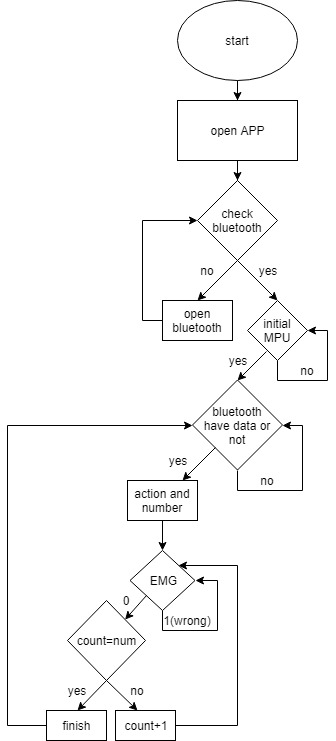 start
open APP
check
bluetooth
no
yes
open
bluetooth
initial
MPU
no
yes
bluetooth
have data or
not
no
yes
action and
number
EMG
1(wrong)
0
count=num
yes
no
finish
count+1